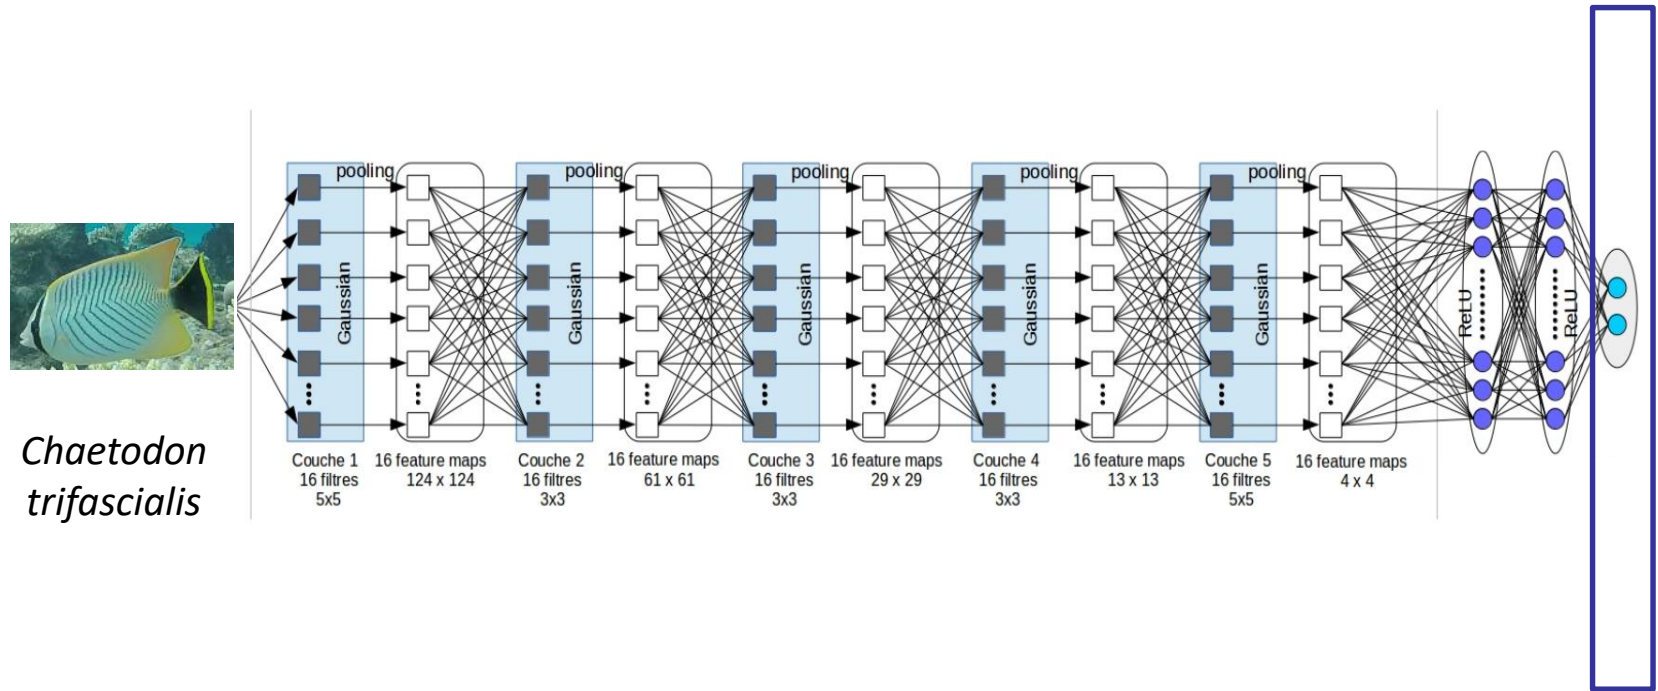 pooling
pooling
pooling
pooling
pooling
Gaussian
Gaussian
Gaussian
Gaussian
Gaussian
ReLU
ReLU
Chaetodon
trifascialis
Couche 1
16 filtres
5x5
16 feature maps
124 x 124
Couche 2
16 filtres
3x3
16 feature maps
61 x 61
Couche 3
16 filtres
3x3
16 feature maps
29 x 29
Couche 4
16 filtres
3x3
16 feature maps
13 x 13
Couche 5
16 filtres
5x5
16 feature maps
4 x 4